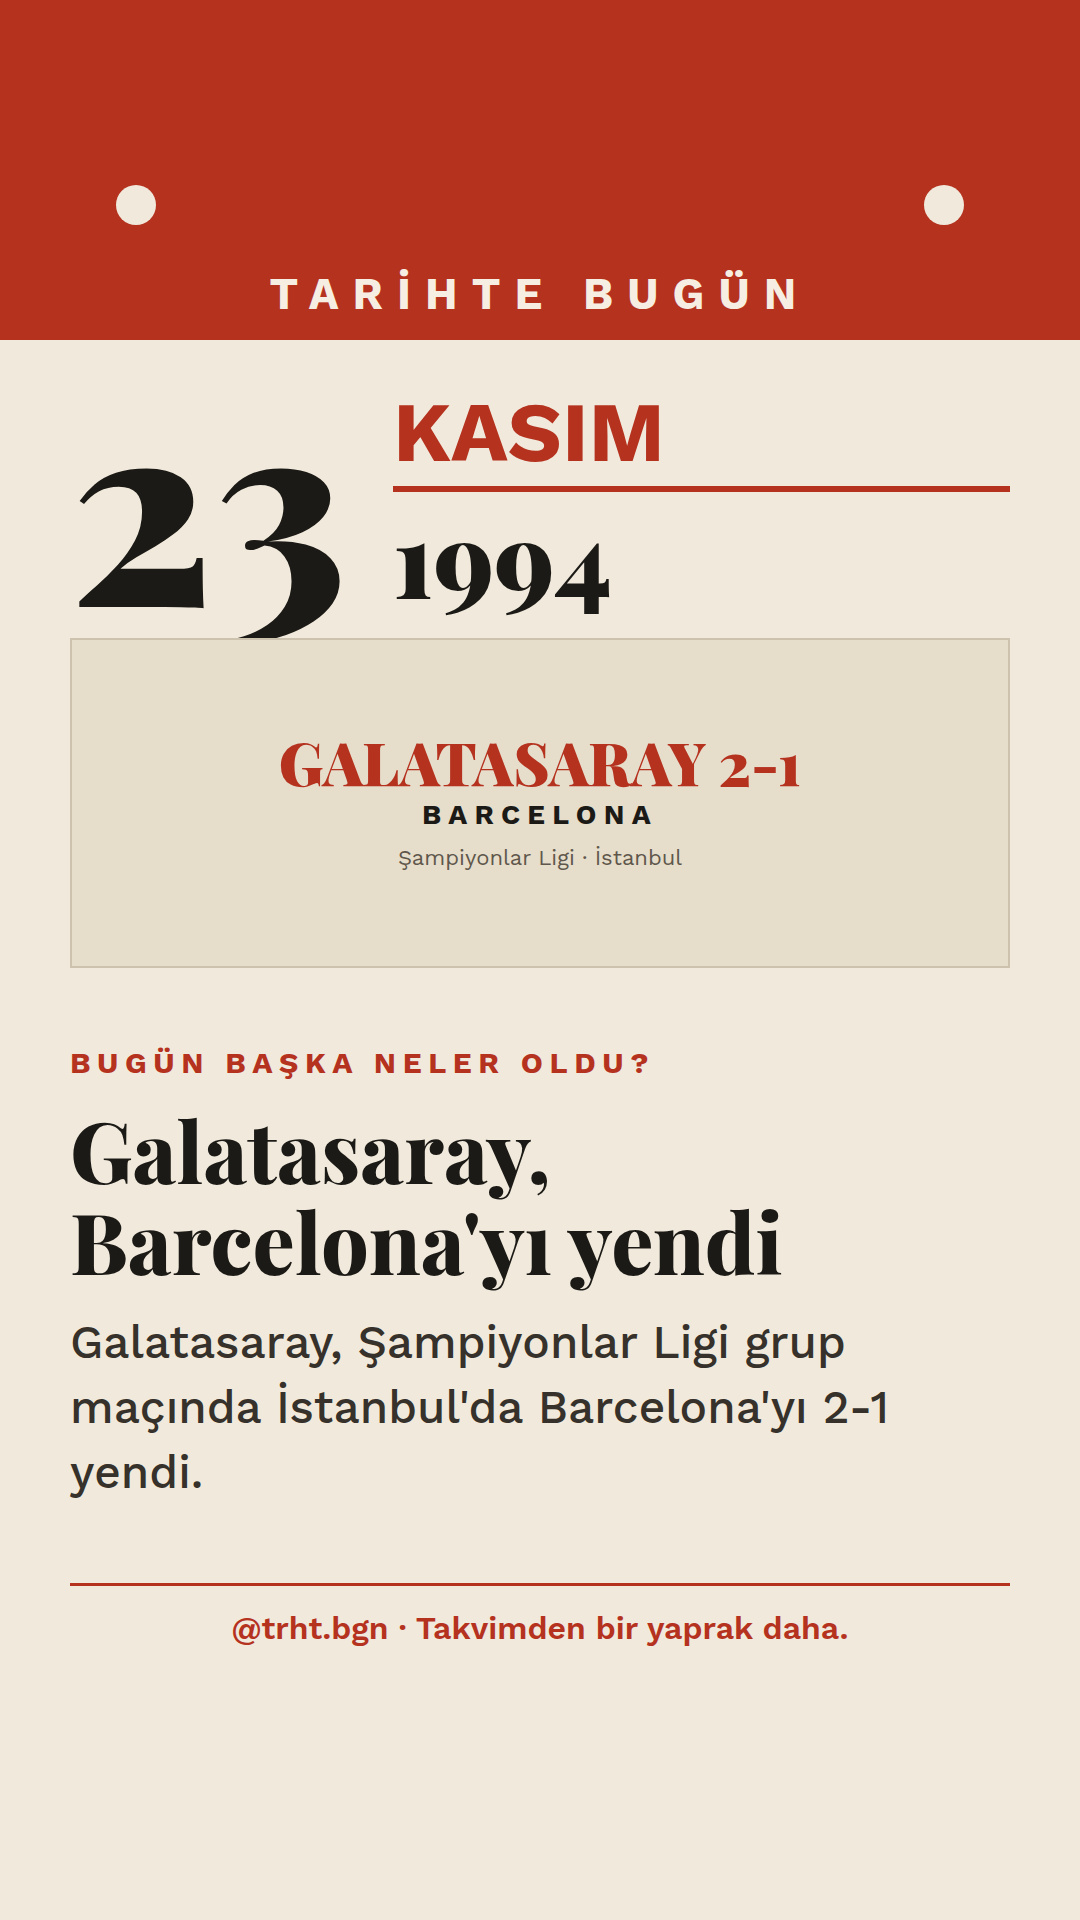 TARİHTE BUGÜN
23
KASIM
1994
GALATASARAY 2-1
BARCELONA
Şampiyonlar Ligi · İstanbul
BUGÜN BAŞKA NELER OLDU?
Galatasaray,
Barcelona'yı yendi
Galatasaray, Şampiyonlar Ligi grup
maçında İstanbul'da Barcelona'yı 2-1
yendi.
@trht.bgn · Takvimden bir yaprak daha.